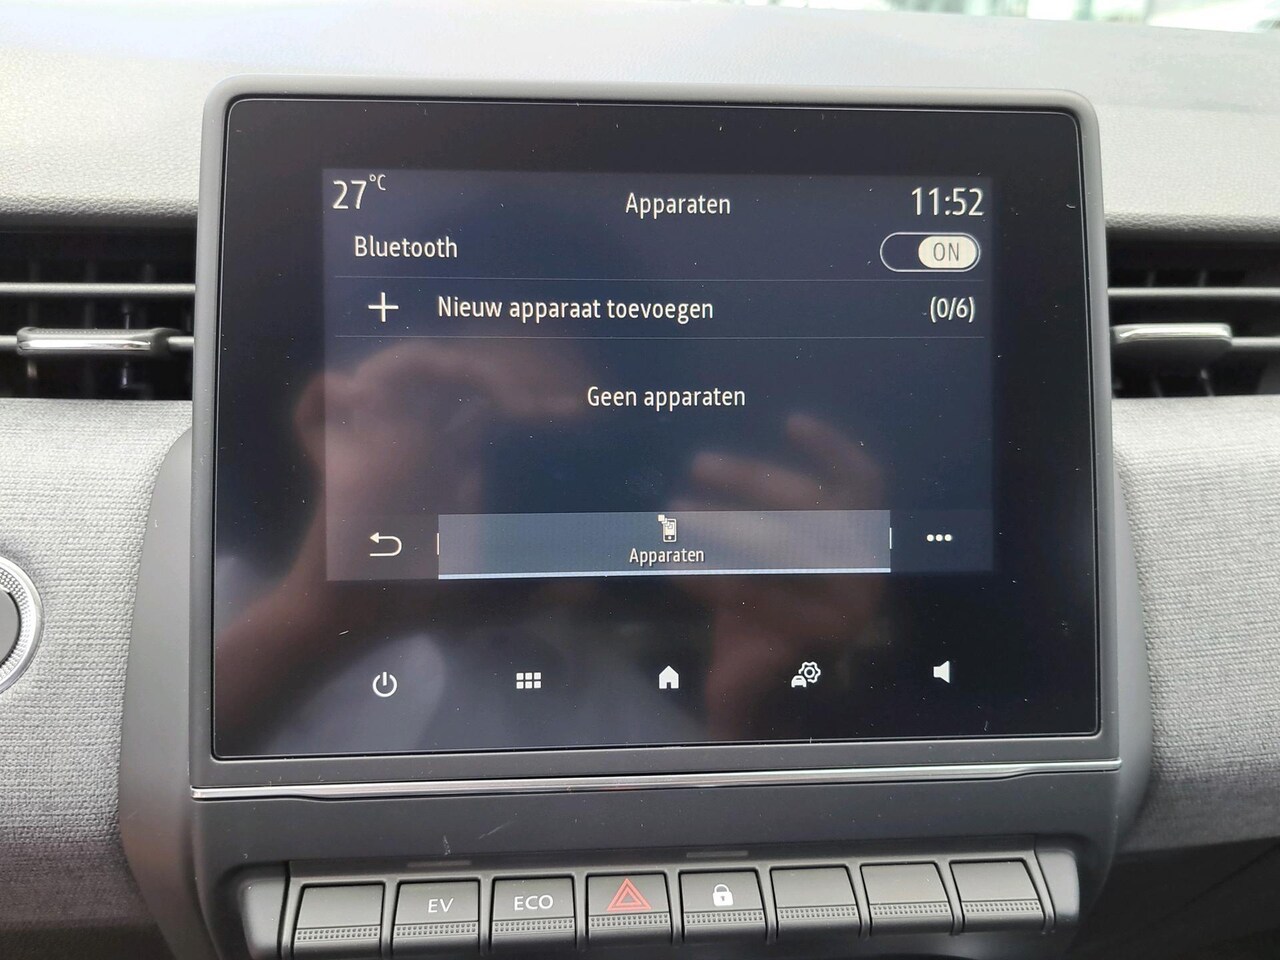 27°C
Apparaten
11:52
Bluetooth
ON
Nieuw apparaat toevoegen
(0/6)
Geen apparaten
Apparaten
EV
ECO